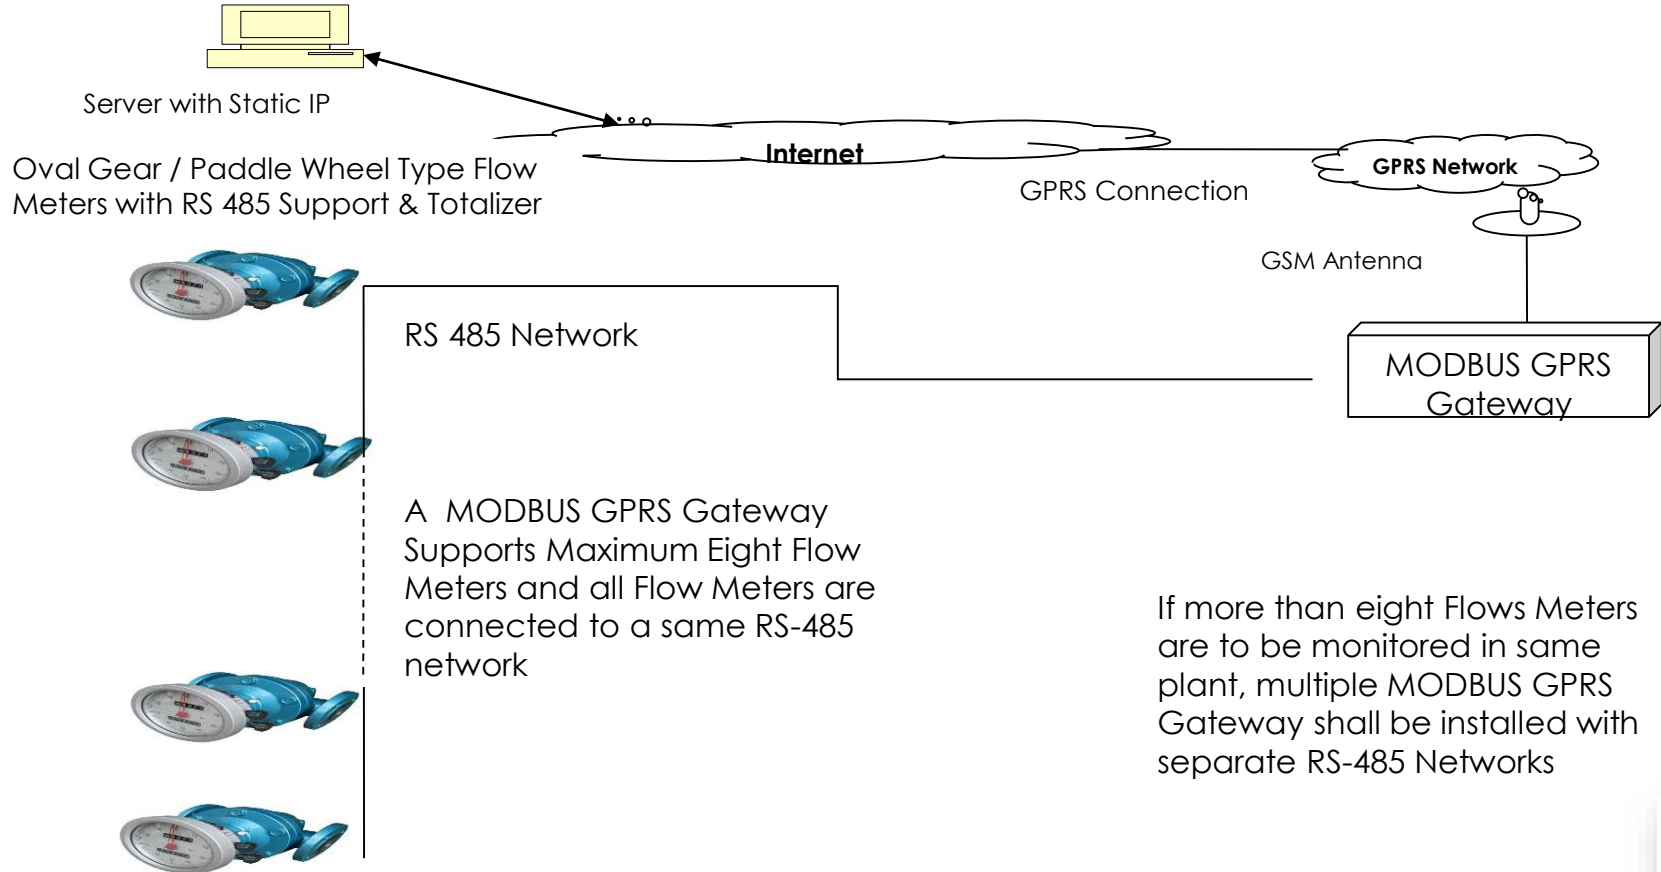 Server with Static IP
Oval Gear / Paddle Wheel Type Flow
Meters with RS 485 Support & Totalizer
Internet
GPRS Connection
GPRS Network
GSM Antenna
RS 485 Network
MODBUS GPRS
Gateway
A MODBUS GPRS Gateway
Supports Maximum Eight Flow
Meters and all Flow Meters are
connected to a same RS-485
network
If more than eight Flows Meters
are to be monitored in same
plant, multiple MODBUS GPRS
Gateway shall be installed with
separate RS-485 Networks